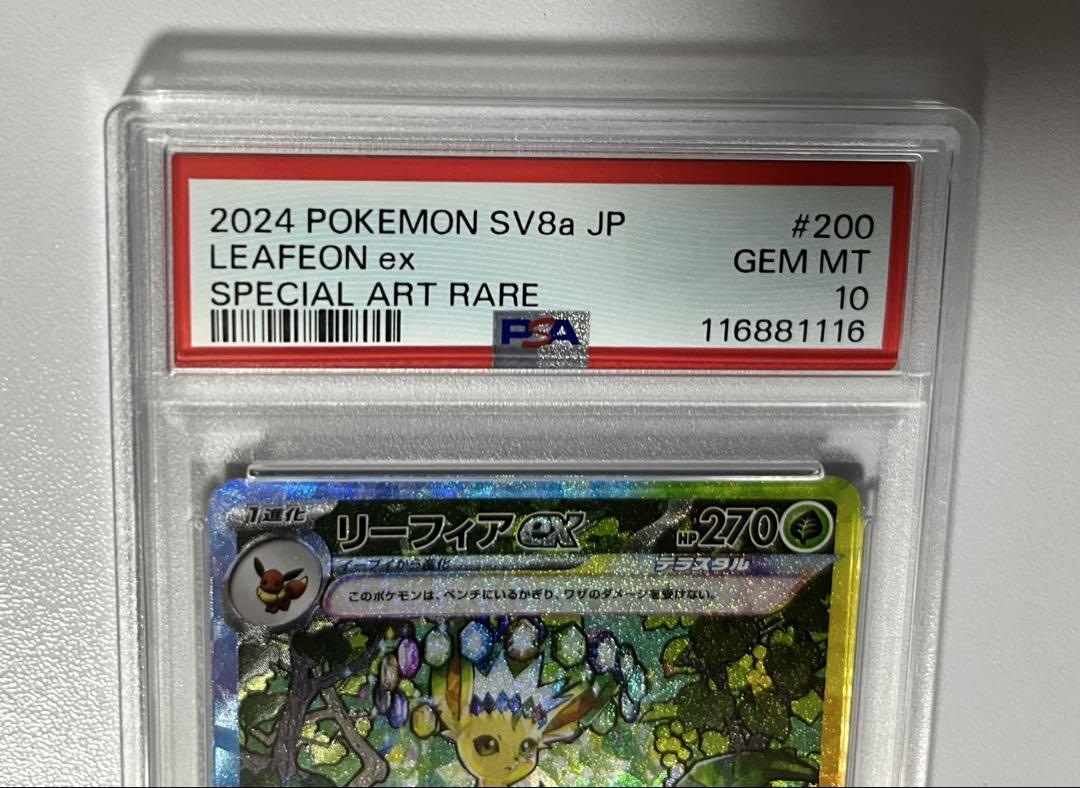 2024 POKEMON SV8a JP #200
LEAFEON ex GEM MT
SPECIAL ART RARE 10
PSA 116881116
1進化 リーフィアex HP270
イーブイから進化 テラスタル
このポケモンは、ベンチにいるかぎり、ワザのダメージを受けない。